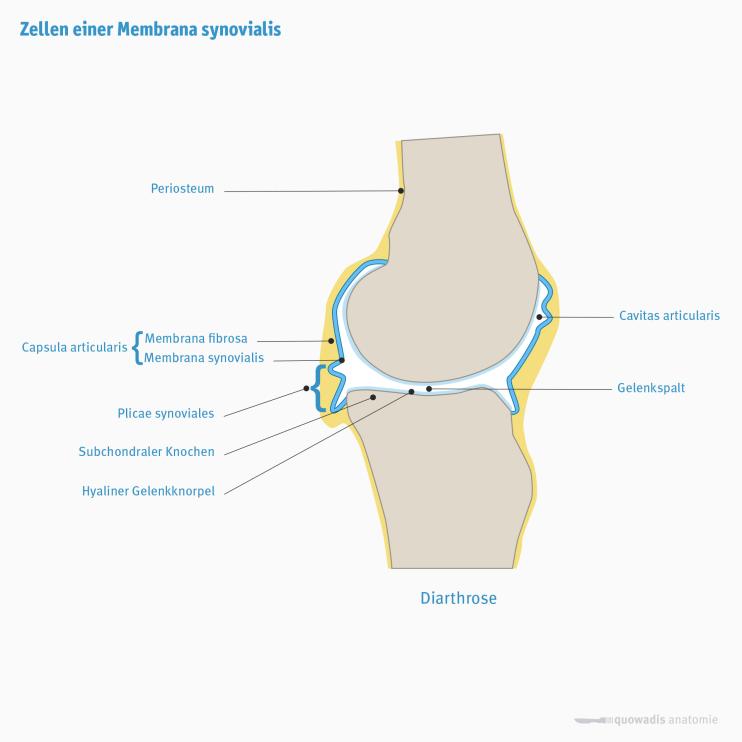 Zellen einer Membrana synovialis
Periosteum
Cavitas articularis
Capsula articularis { Membrana fibrosa
Membrana synovialis
Gelenkspalt
Plicae synoviales
Subchondraler Knochen
Hyaliner Gelenkknorpel
Diarthrose
quowadis anatomie